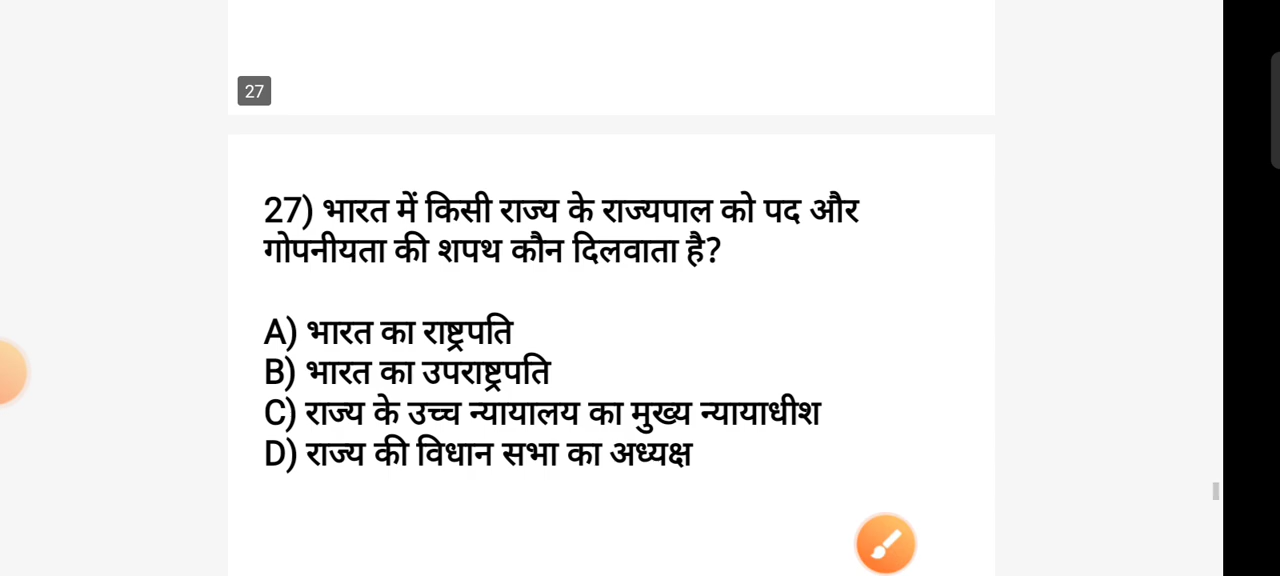 27
27) भारत में किसी राज्य के राज्यपाल को पद और
गोपनीयता की शपथ कौन दिलवाता है?
A) भारत का राष्ट्रपति
B) भारत का उपराष्ट्रपति
C) राज्य के उच्च न्यायालय का मुख्य न्यायाधीश
D) राज्य की विधान सभा का अध्यक्ष